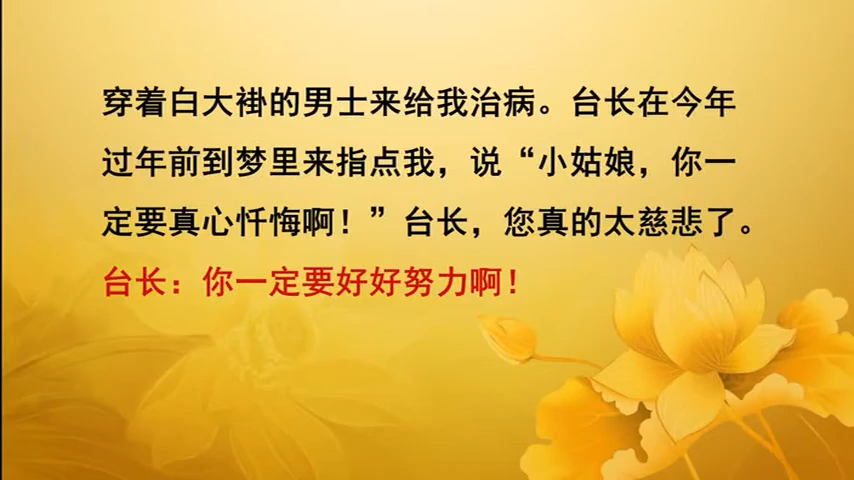 穿着白大褂的男士来给我治病。台长在今年
过年前到梦里来指点我，说“小姑娘，你一
定要真心忏悔啊！”台长，您真的太慈悲了。
台长：你一定要好好努力啊！